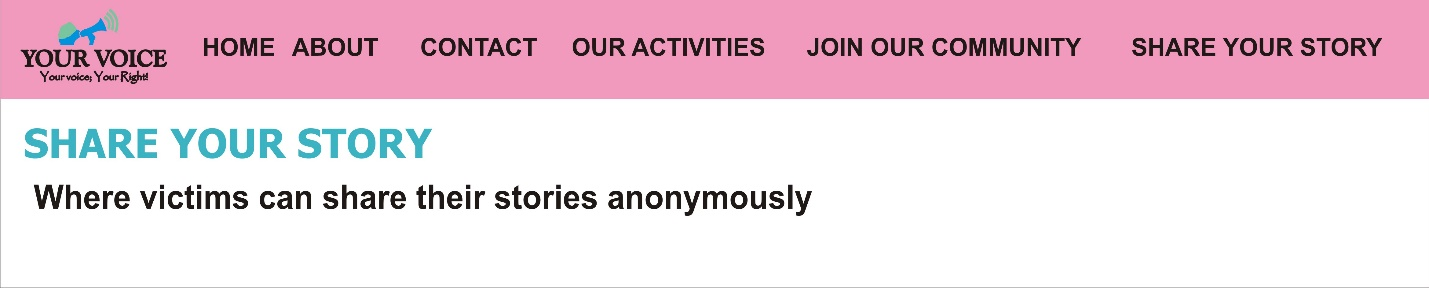 YOUR VOICE
Your voice; Your Right!
HOME ABOUT CONTACT OUR ACTIVITIES JOIN OUR COMMUNITY SHARE YOUR STORY
SHARE YOUR STORY
Where victims can share their stories anonymously